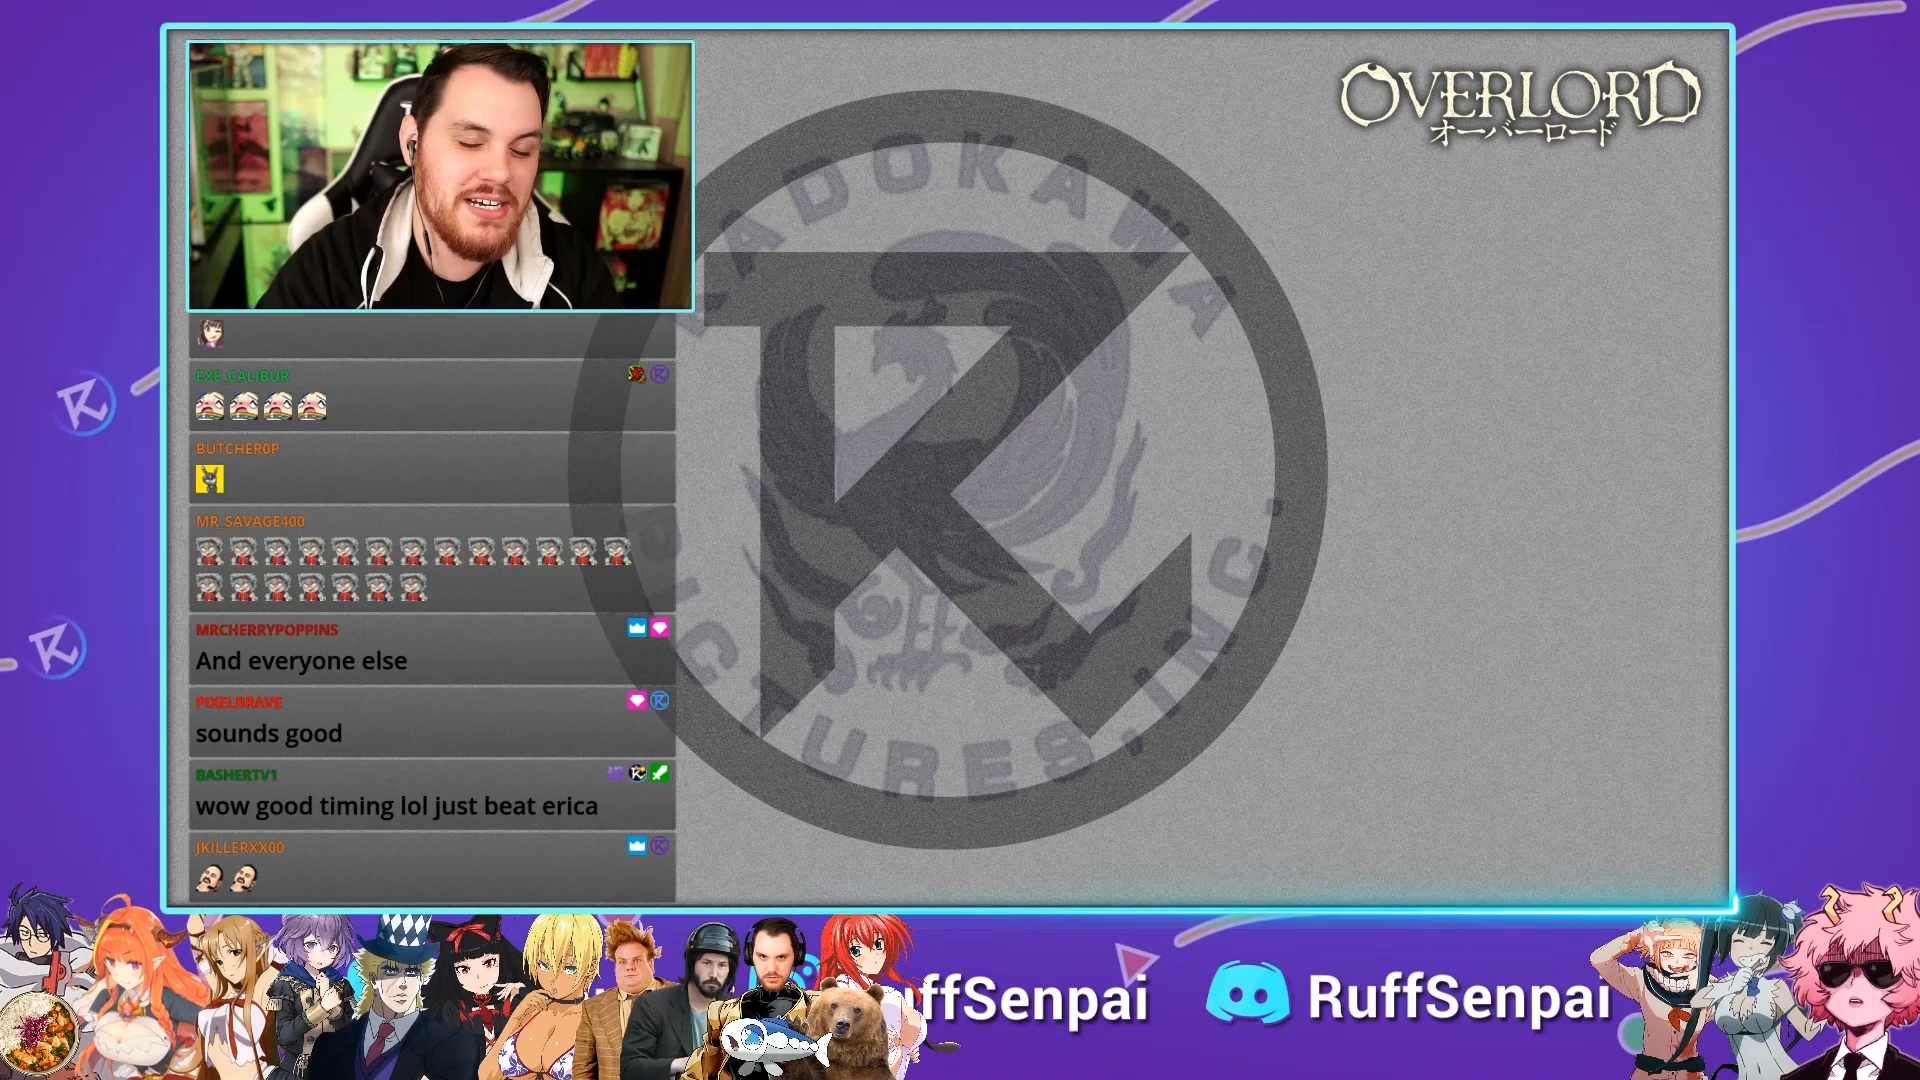 OVERLORD
オーバーロード
KADOKAWA
PICTURES, INC.
EXE_CALIBUR
BUTCHER0P
MR_SAVAGE400
MRCHERRYPOPPINS
And everyone else
PIXELBRAVE
sounds good
BASHERTV1
wow good timing lol just beat erica
JKILLERXX00
ffSenpai
RuffSenpai